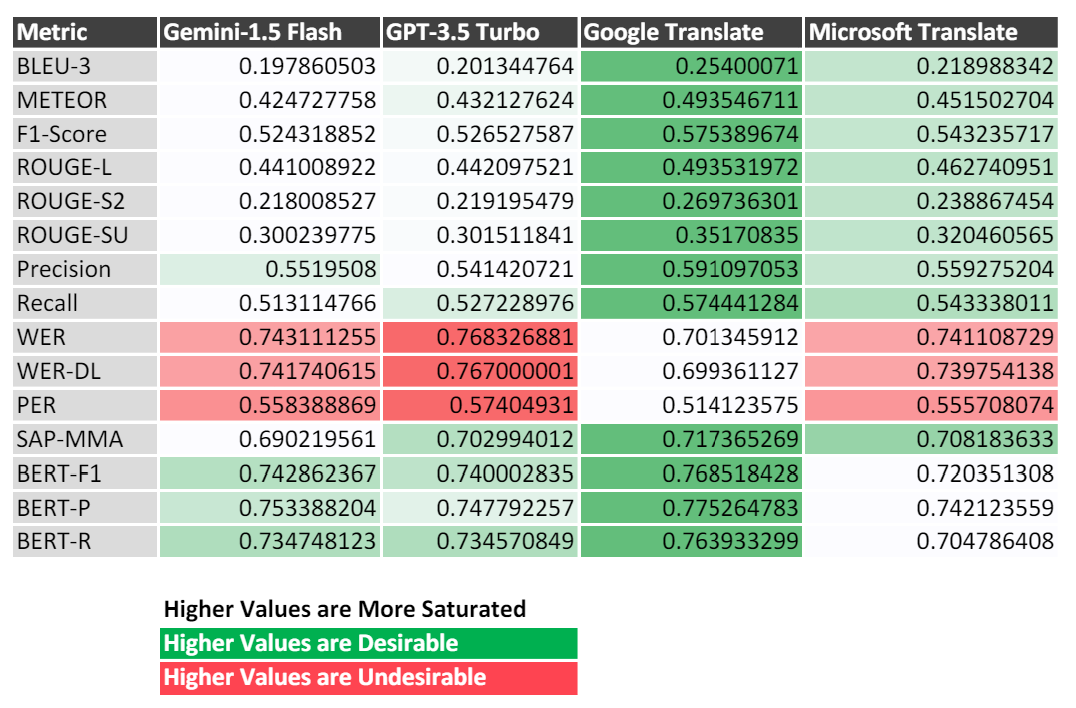 Metric Gemini-1.5 Flash GPT-3.5 Turbo Google Translate Microsoft Translate
BLEU-3 0.197860503 0.201344764 0.25400071 0.218988342
METEOR 0.424727758 0.432127624 0.493546711 0.451502704
F1-Score 0.524318852 0.526527587 0.575389674 0.543235717
ROUGE-L 0.441008922 0.442097521 0.493531972 0.462740951
ROUGE-S2 0.218008527 0.219195479 0.269736301 0.238867454
ROUGE-SU 0.300239775 0.301511841 0.35170835 0.320460565
Precision 0.5519508 0.541420721 0.591097053 0.559275204
Recall 0.513114766 0.527228976 0.574441284 0.543338011
WER 0.743111255 0.768326881 0.701345912 0.741108729
WER-DL 0.741740615 0.767000001 0.699361127 0.739754138
PER 0.558388869 0.57404931 0.514123575 0.555708074
SAP-MMA 0.690219561 0.702994012 0.717365269 0.708183633
BERT-F1 0.742862367 0.740002835 0.768518428 0.720351308
BERT-P 0.753388204 0.747792257 0.775264783 0.742123559
BERT-R 0.734748123 0.734570849 0.763933299 0.704786408
Higher Values are More Saturated
Higher Values are Desirable
Higher Values are Undesirable